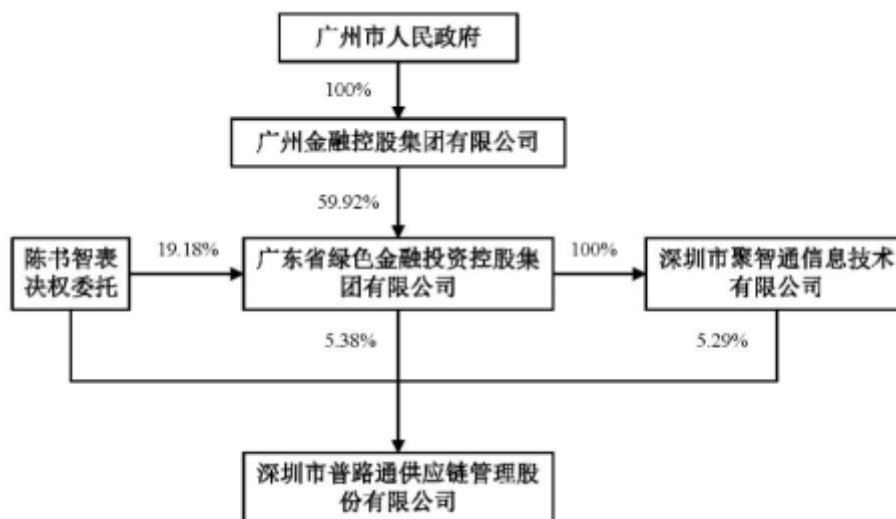 广州市人民政府
100%
广州金融控股集团有限公司
59.92%
陈书智表
决权委托
19.18%
广东省绿色金融投资控股集
团有限公司
100%
深圳市聚智通信息技术
有限公司
5.38%
5.29%
深圳市普路通供应链管理股
份有限公司